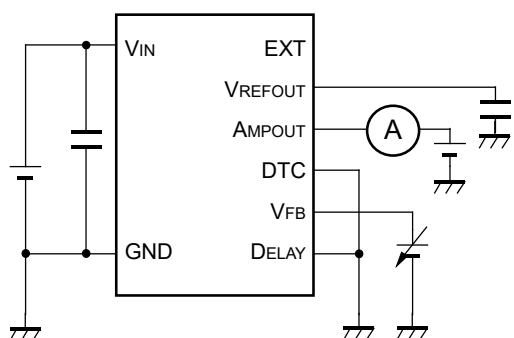 VIN EXT
VREFOUT
AMPOUT A
DTC
VFB
GND DELAY